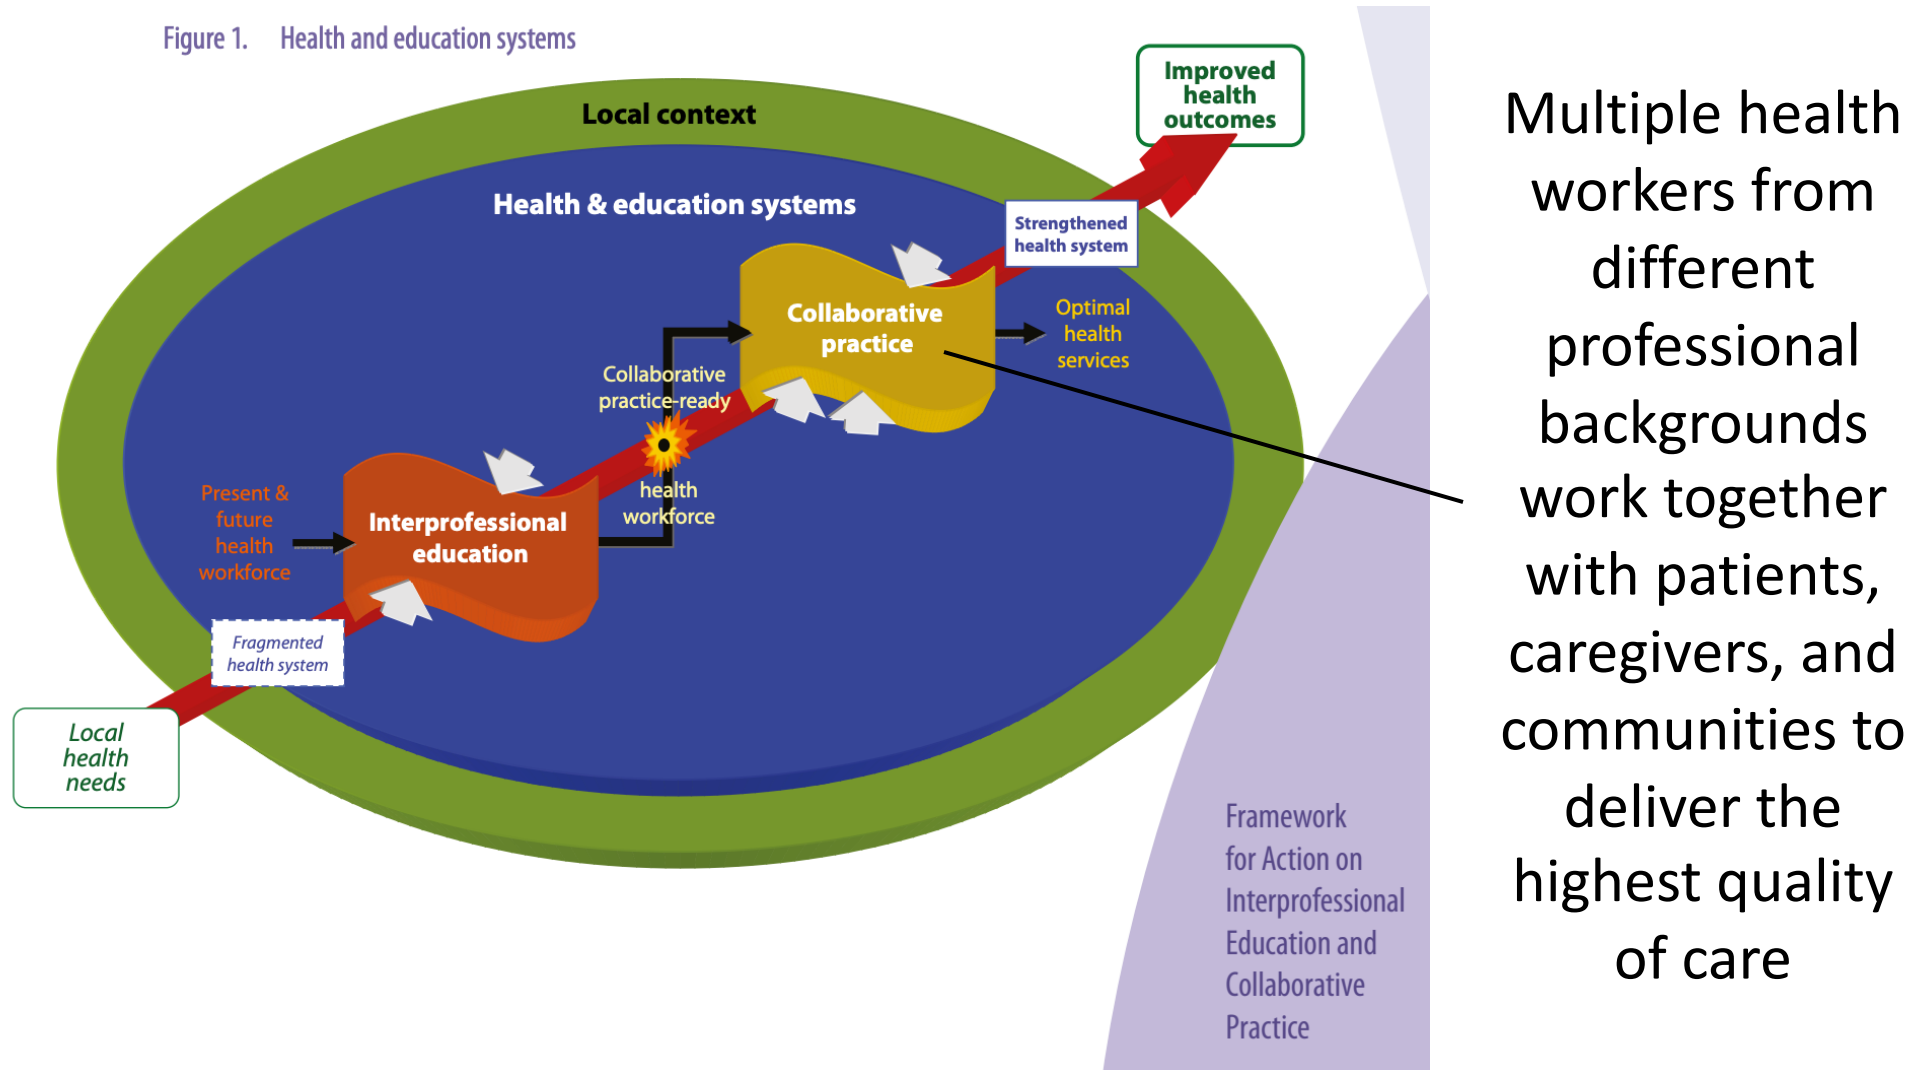 Figure 1. Health and education systems
Improved
health
outcomes
Local context
Health & education systems
Strengthened
health system
Collaborative
practice
Optimal
health
services
Collaborative
practice-ready
health
workforce
Present &
future
health
workforce
Interprofessional
education
Fragmented
health system
Local
health
needs
Framework
for Action on
Interprofessional
Education and
Collaborative
Practice
Multiple health
workers from
different
professional
backgrounds
work together
with patients,
caregivers, and
communities to
deliver the
highest quality
of care